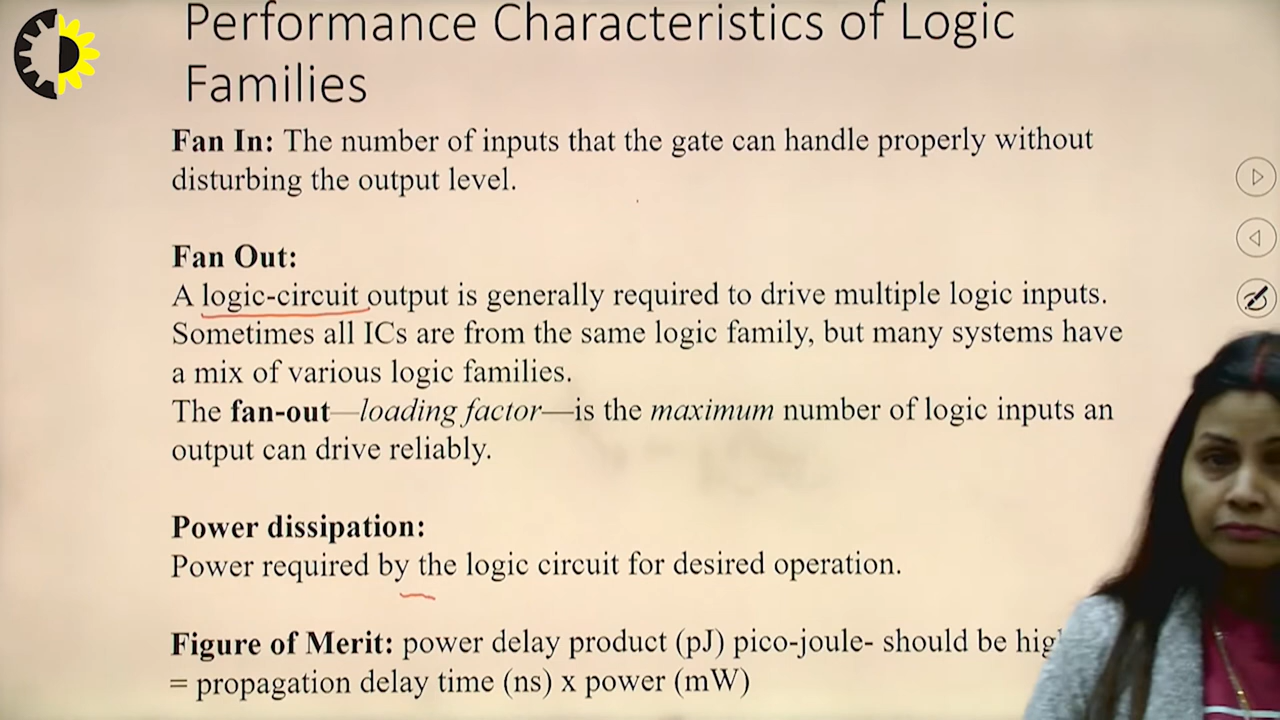 Performance Characteristics of Logic
Families
Fan In: The number of inputs that the gate can handle properly without
disturbing the output level.
Fan Out:
A logic-circuit output is generally required to drive multiple logic inputs.
Sometimes all ICs are from the same logic family, but many systems have
a mix of various logic families.
The fan-out—loading factor—is the maximum number of logic inputs an
output can drive reliably.
Power dissipation:
Power required by the logic circuit for desired operation.
Figure of Merit: power delay product (pJ) pico-joule- should be
= propagation delay time (ns) x power (mW)